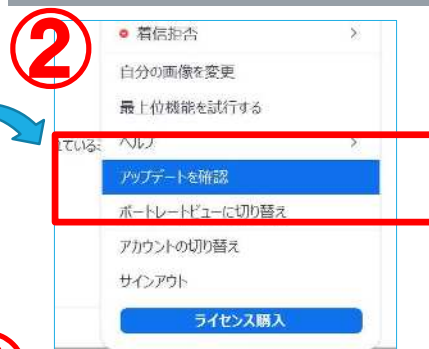 ②
着信拒否
自分の画像を変更
最上位機能を試行する
ヘルプ
アップデートを確認
ポートレートビューに切り替え
アカウントの切り替え
サインアウト
ライセンス購入